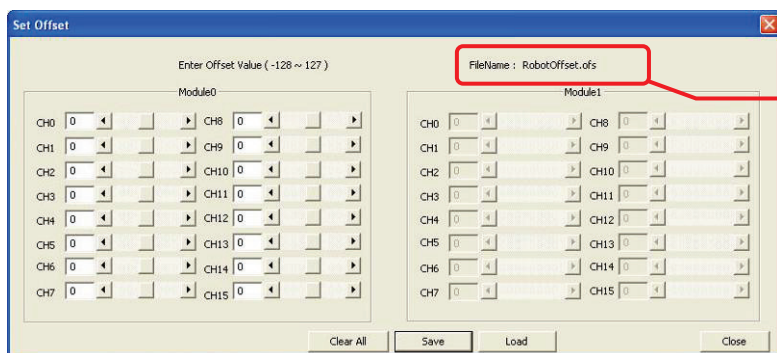 Set Offset
Enter Offset Value ( -128 ~ 127 )
FileName : RobotOffset.ofs
Module0
CH0 0 CH8 0
CH1 0 CH9 0
CH2 0 CH10 0
CH3 0 CH11 0
CH4 0 CH12 0
CH5 0 CH13 0
CH6 0 CH14 0
CH7 0 CH15 0
Module1
CH0 0 CH8 0
CH1 0 CH9 0
CH2 0 CH10 0
CH3 0 CH11 0
CH4 0 CH12 0
CH5 0 CH13 0
CH6 0 CH14 0
CH7 0 CH15 0
Clear All Save Load Close